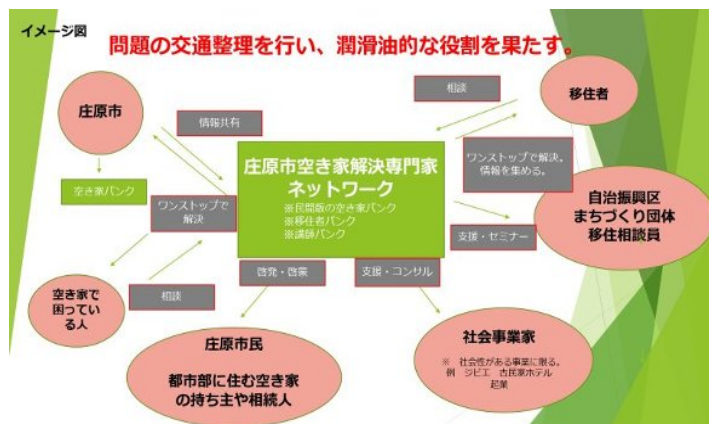 イメージ図
問題の交通整理を行い、潤滑油的な役割を果たす。
庄原市
情報共有
空き家バンク
相談
移住者
庄原市空き家解決専門家
ネットワーク
※民間版の空き家バンク
※移住者バンク
※講師バンク
ワンストップで解決。
情報を集める。
ワンストップで
解決
自治振興区
まちづくり団体
移住相談員
支援・セミナー
空き家で
困ってい
る人
相談
啓発・啓蒙
支援・コンサル
庄原市民
都市部に住む空き家
の持ち主や相続人
社会事業家
※ 社会性がある事業に限る。
例 ジビエ 古民家ホテル
起業